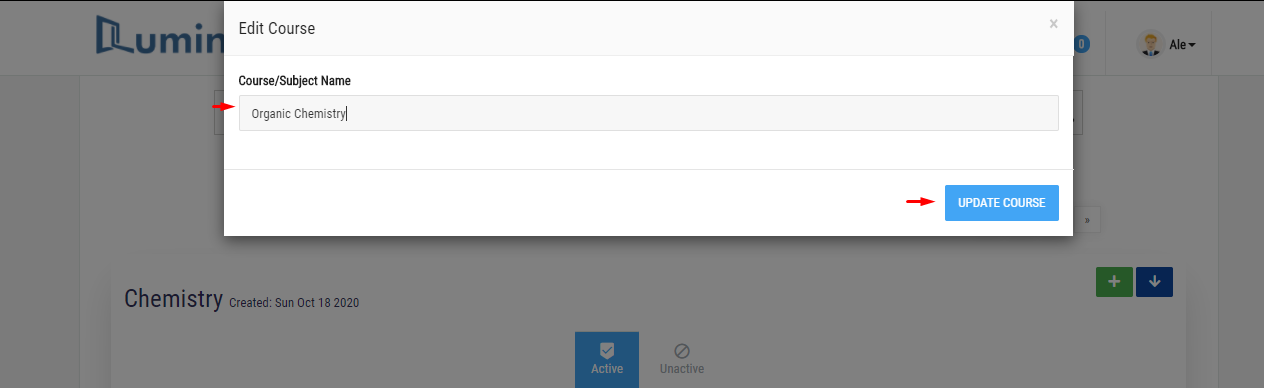 Edit Course
×
Lumin
0
Ale
Course/Subject Name
Organic Chemistry
UPDATE COURSE
»
Chemistry Created: Sun Oct 18 2020
Active
Unactive